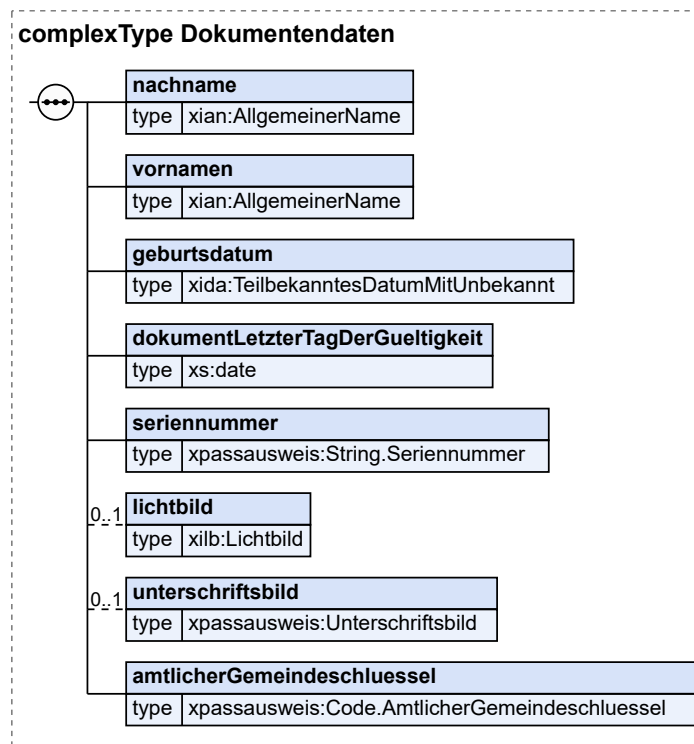 complexType Dokumentendaten
nachname
type xian:AllgemeinerName
vornamen
type xian:AllgemeinerName
geburtsdatum
type xida:TeilbekanntesDatumMitUnbekannt
dokumentLetzterTagDerGueltigkeit
type xs:date
seriennummer
type xpassausweis:String.Seriennummer
0..1
lichtbild
type xilb:Lichtbild
0..1
unterschriftsbild
type xpassausweis:Unterschriftsbild
amtlicherGemeindeschluessel
type xpassausweis:Code.AmtlicherGemeindeschluessel